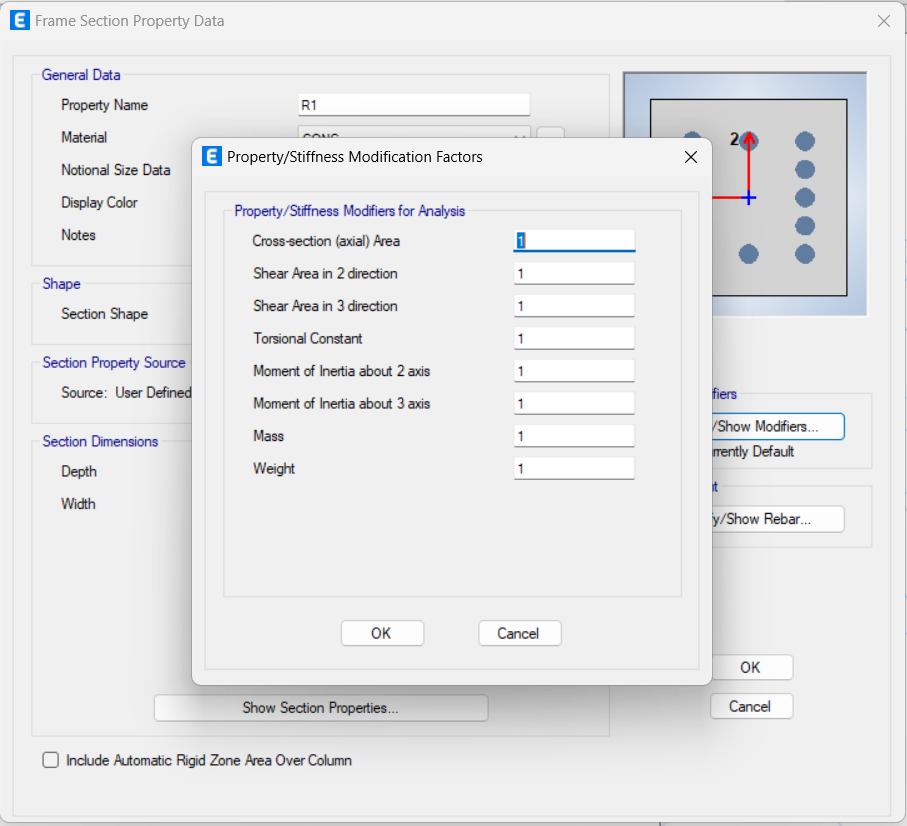 E Frame Section Property Data
General Data
Property Name R1
Material
Notional Size Data
Display Color
Notes
Shape
Section Shape
Section Property Source
Source: User Defined
Section Dimensions
Depth
Width
Show Section Properties...
Include Automatic Rigid Zone Area Over Column
E Property/Stiffness Modification Factors
Property/Stiffness Modifiers for Analysis
Cross-section (axial) Area 1
Shear Area in 2 direction 1
Shear Area in 3 direction 1
Torsional Constant 1
Moment of Inertia about 2 axis 1
Moment of Inertia about 3 axis 1
Mass 1
Weight 1
OK Cancel
2
/Show Modifiers...
Default
/Show Rebar...
OK
Cancel